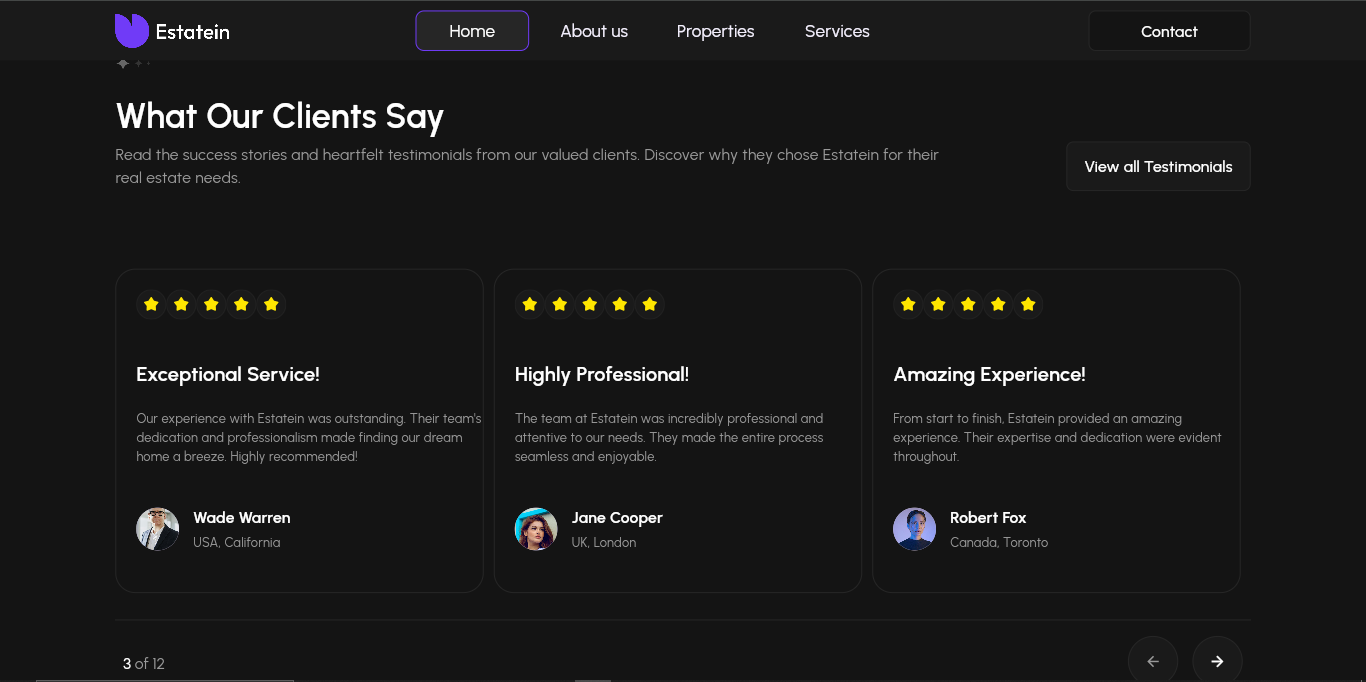 Estatein
Home
About us
Properties
Services
Contact
What Our Clients Say
Read the success stories and heartfelt testimonials from our valued clients. Discover why they chose Estatein for their
real estate needs.
View all Testimonials
Exceptional Service!
Our experience with Estatein was outstanding. Their team's
dedication and professionalism made finding our dream
home a breeze. Highly recommended!
Wade Warren
USA, California
Highly Professional!
The team at Estatein was incredibly professional and
attentive to our needs. They made the entire process
seamless and enjoyable.
Jane Cooper
UK, London
Amazing Experience!
From start to finish, Estatein provided an amazing
experience. Their expertise and dedication were evident
throughout.
Robert Fox
Canada, Toronto
3 of 12